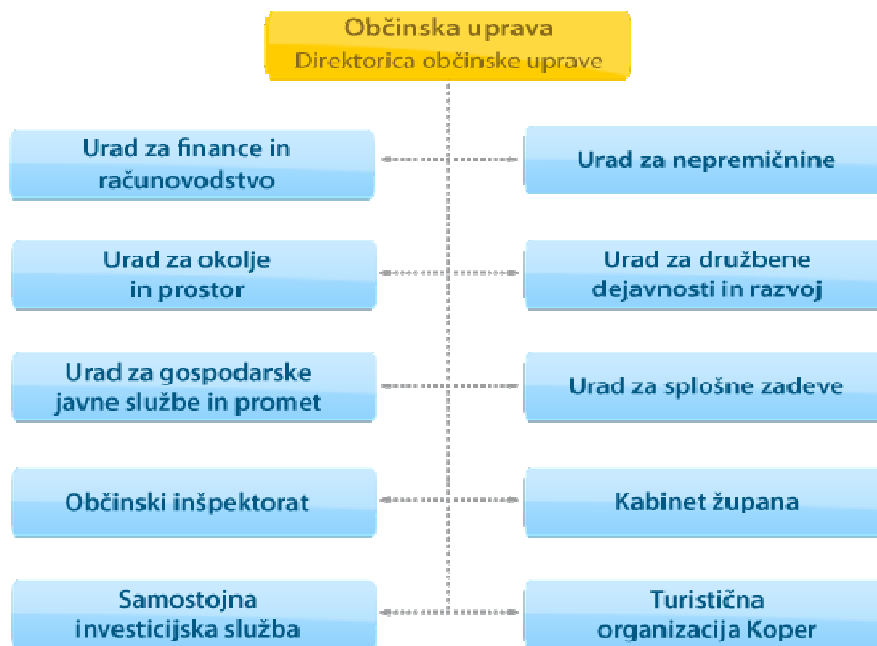 Občinska uprava
Direktorica občinske uprave
Urad za finance in
računovodstvo
Urad za nepremičnine
Urad za okolje
in prostor
Urad za družbene
dejavnosti in razvoj
Urad za gospodarske
javne službe in promet
Urad za splošne zadeve
Občinski inšpektorat
Kabinet župana
Samostojna
investicijska služba
Turistična
organizacija Koper